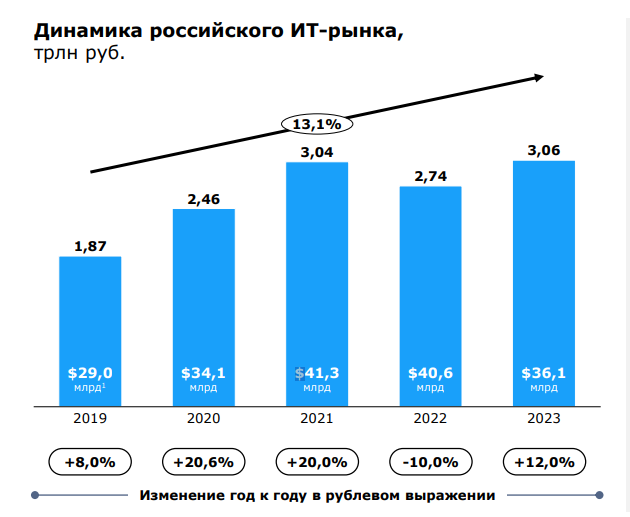 Динамика российского ИТ-рынка,
трлн руб.
13,1%
1,87
2,46
3,04
2,74
3,06
$29,0
млрд¹
$34,1
млрд
$41,3
млрд
$40,6
млрд
$36,1
млрд
2019
2020
2021
2022
2023
+8,0%
+20,6%
+20,0%
-10,0%
+12,0%
Изменение год к году в рублевом выражении